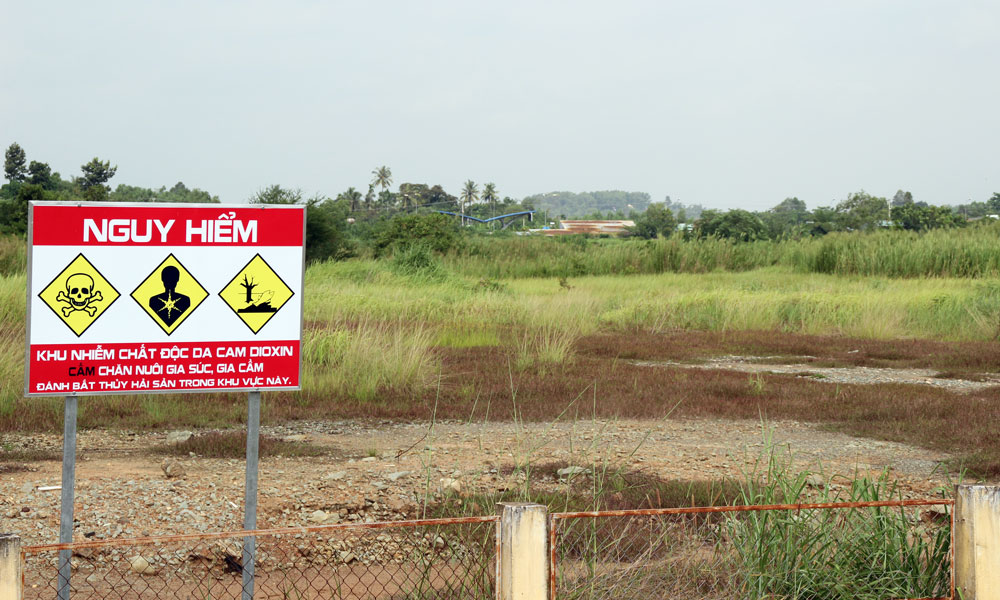 NGUY HIỂM
KHU NHIỄM CHẤT ĐỘC DA CAM DIOXIN
CẤM CHĂN NUÔI GIA SÚC, GIA CẦM
ĐÁNH BẮT THỦY HẢI SẢN TRONG KHU VỰC NÀY.